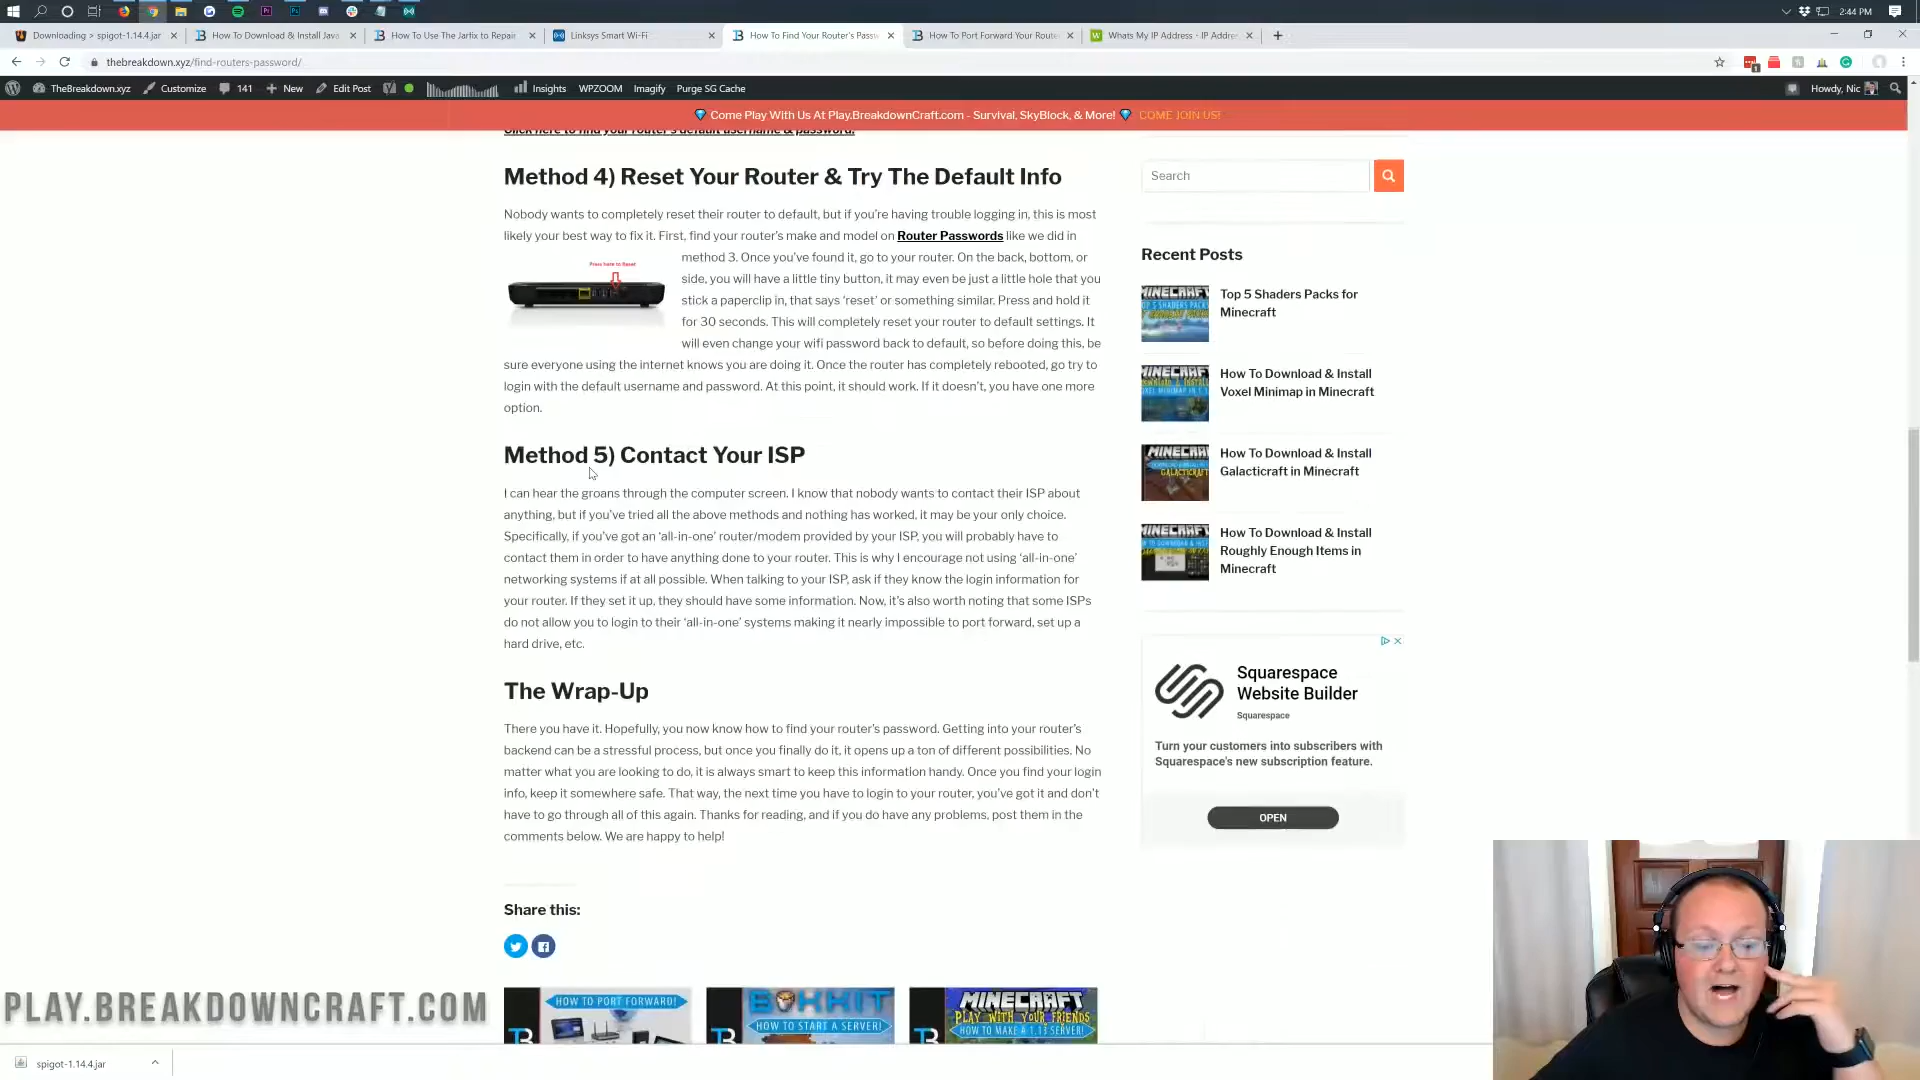 2:44 PM
Downloading > spigot-1.14.4.jar
How To Download & Install Java
How To Use The Jarfix to Repair
Linksys Smart Wi-Fi
How To Find Your Router's Passw
How To Port Forward Your Route
Whats My IP Address - IP Addre
thebreakdown.xyz/find-routers-password/
TheBreakdown.xyz
Customize
141
New
Edit Post
Insights
WPZOOM
Imagify
Purge SG Cache
Howdy, Nic
Come Play With Us At Play.BreakdownCraft.com - Survival, SkyBlock, & More! COME JOIN US!
Click here to find your router's default username & password.
Method 4) Reset Your Router & Try The Default Info
Nobody wants to completely reset their router to default, but if you're having trouble logging in, this is most
likely your best way to fix it. First, find your router's make and model on Router Passwords like we did in
method 3. Once you've found it, go to your router. On the back, bottom, or
side, you will have a little tiny button, it may even be just a little hole that you
stick a paperclip in, that says 'reset' or something similar. Press and hold it
for 30 seconds. This will completely reset your router to default settings. It
will even change your wifi password back to default, so before doing this, be
sure everyone using the internet knows you are doing it. Once the router has completely rebooted, go try to
login with the default username and password. At this point, it should work. If it doesn't, you have one more
option.
Press here to Reset
Method 5) Contact Your ISP
I can hear the groans through the computer screen. I know that nobody wants to contact their ISP about
anything, but if you've tried all the above methods and nothing has worked, it may be your only choice.
Specifically, if you've got an 'all-in-one' router/modem provided by your ISP, you will probably have to
contact them in order to have anything done to your router. This is why I encourage not using 'all-in-one'
networking systems if at all possible. When talking to your ISP, ask if they know the login information for
your router. If they set it up, they should have some information. Now, it's also worth noting that some ISPs
do not allow you to login to their 'all-in-one' systems making it nearly impossible to port forward, set up a
hard drive, etc.
The Wrap-Up
There you have it. Hopefully, you now know how to find your router's password. Getting into your router's
backend can be a stressful process, but once you finally do it, it opens up a ton of different possibilities. No
matter what you are looking to do, it is always smart to keep this information handy. Once you find your login
info, keep it somewhere safe. That way, the next time you have to login to your router, you've got it and don't
have to go through all of this again. Thanks for reading, and if you do have any problems, post them in the
comments below. We are happy to help!
Share this:
HOW TO PORT FORWARD!
BUKKIT
HOW TO START A SERVER!
MINECRAFT
PLAY WITH YOUR FRIENDS
HOW TO MAKE A 1.13 SERVER!
Search
Recent Posts
Top 5 Shaders Packs for
Minecraft
How To Download & Install
Voxel Minimap in Minecraft
How To Download & Install
Galacticraft in Minecraft
How To Download & Install
Roughly Enough Items in
Minecraft
Squarespace
Website Builder
Squarespace
Turn your customers into subscribers with
Squarespace's new subscription feature.
OPEN
PLAY.BREAKDOWNCRAFT.COM
spigot-1.14.4.jar